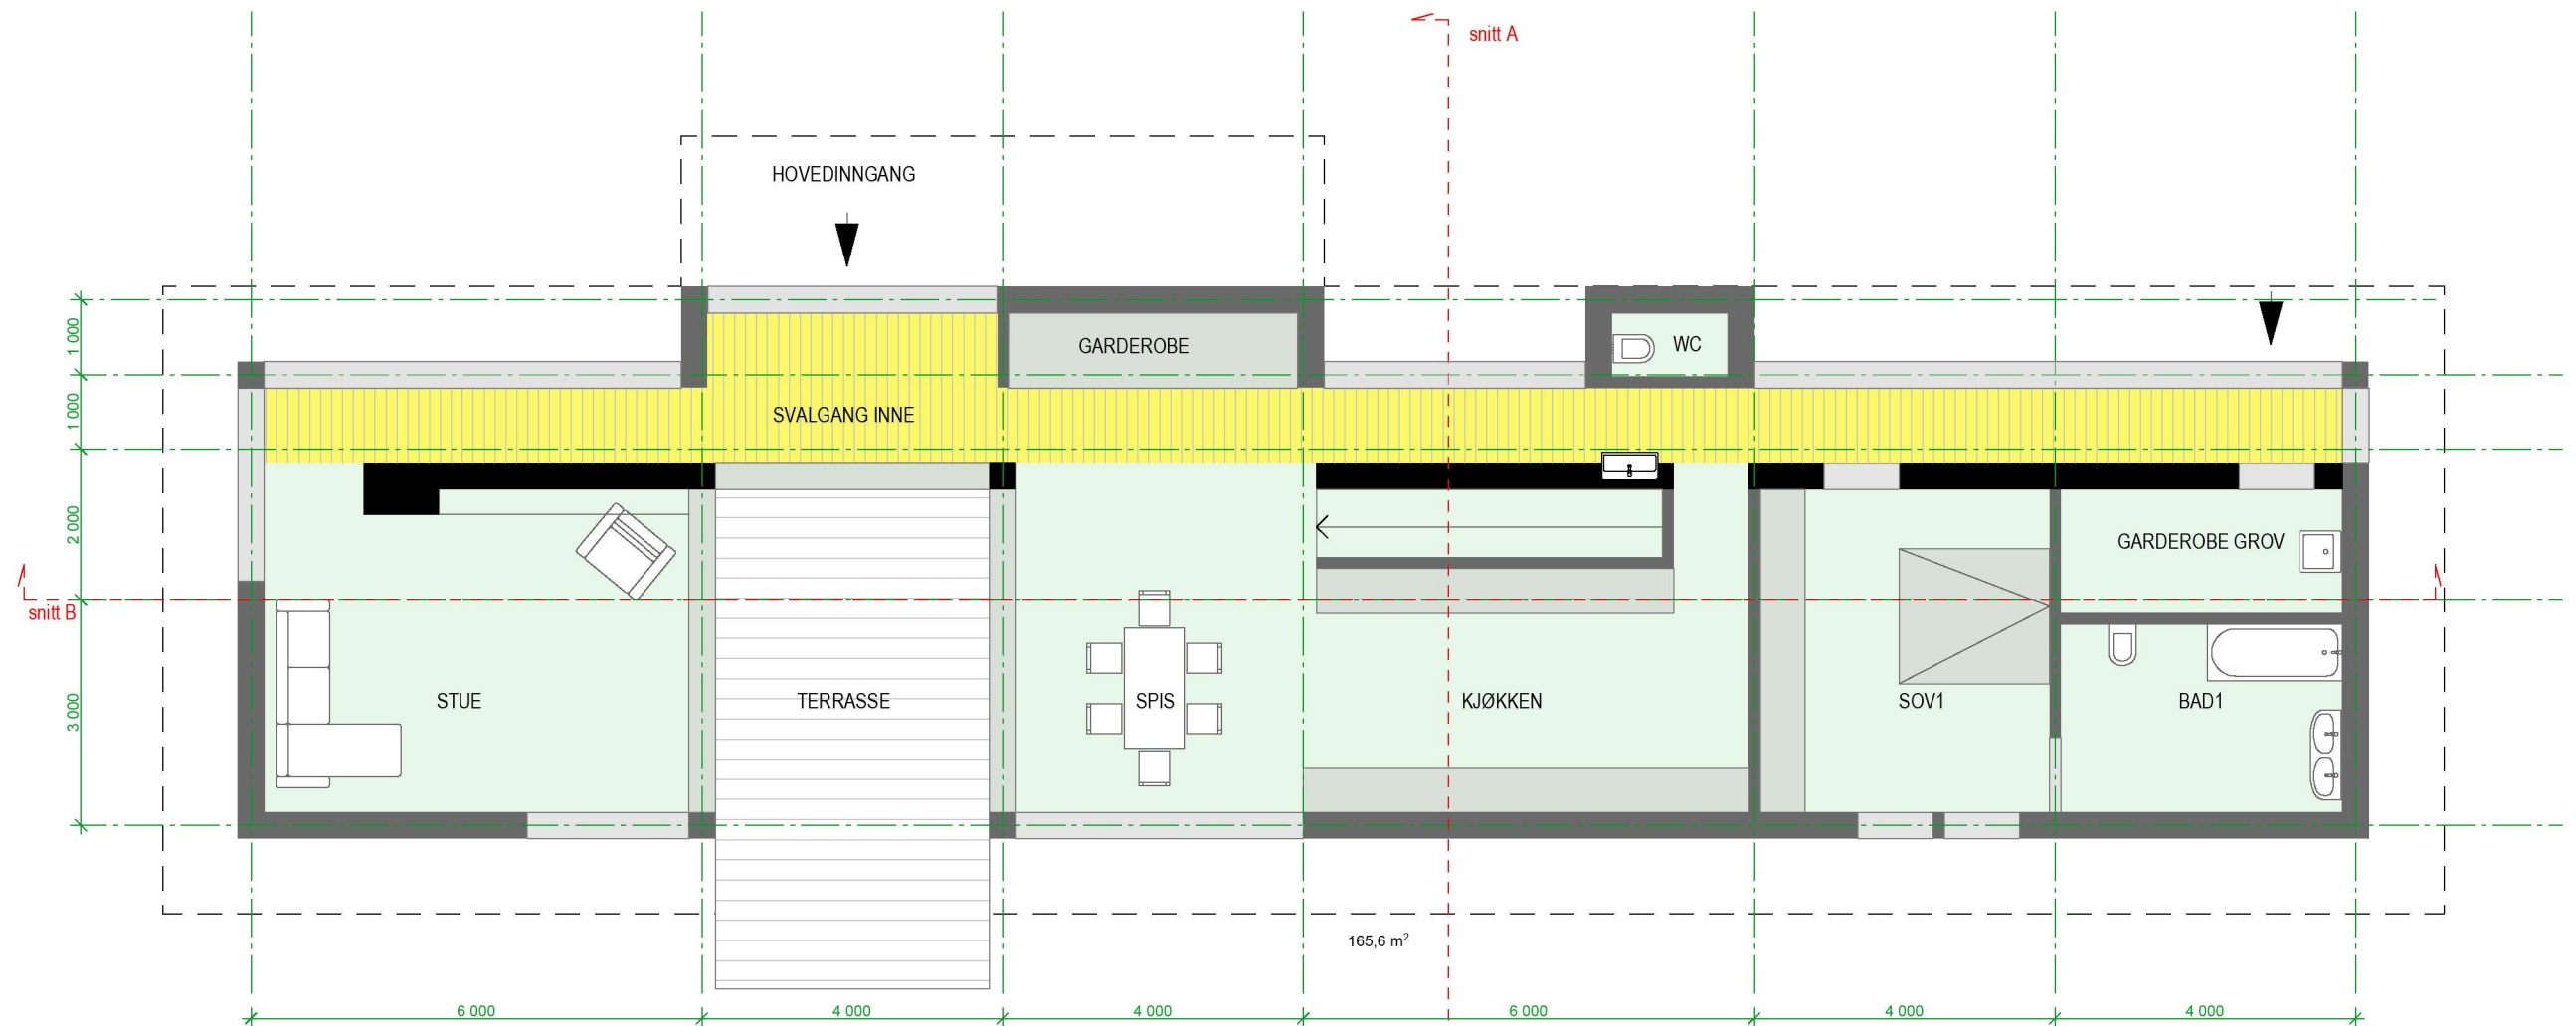 snitt A
HOVEDINNGANG
1 000
GARDEROBE
WC
1 000
SVALGANG INNE
2 000
GARDEROBE GROV
snitt B
3 000
STUE
TERRASSE
SPIS
KJØKKEN
SOV1
BAD1
165,6 m²
6 000
4 000
4 000
6 000
4 000
4 000